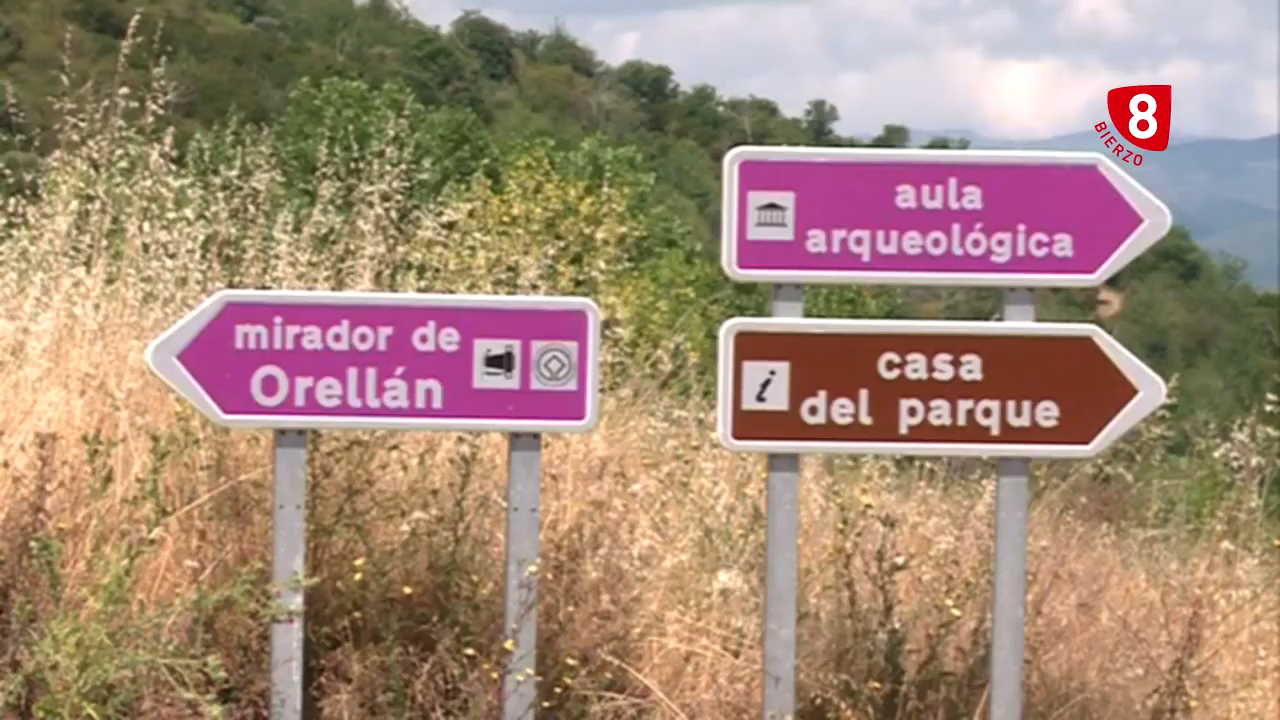 8
BIERZO
aula
arqueológica
mirador de
Orellán
i
casa
del parque